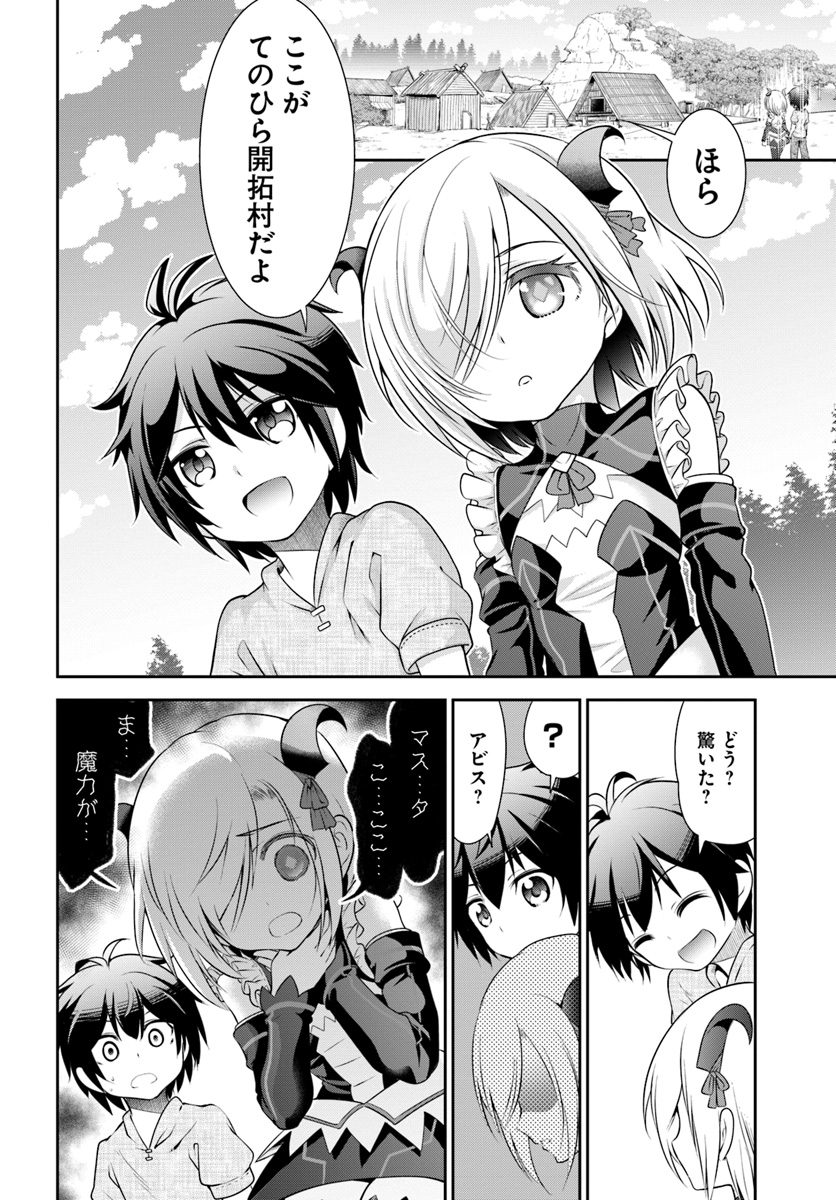 ほら
ここが
てのひら開拓村だよ
どう?
驚いた?
?
アビス?
マス…タ
こ…ここ…
ま…
魔力が…